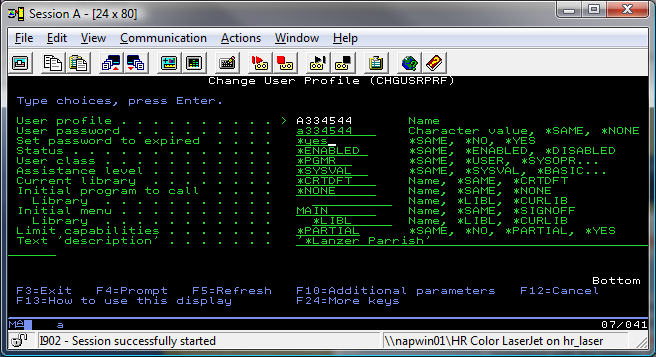 Session A - [24 x 80]
File Edit View Communication Actions Window Help
Change User Profile (CHGUSRPRF)
Type choices, press Enter.
User profile . . . . . . . . . . . . > A334544 Name
User password . . . . . . . . . . . a334544 Character value, *SAME, *NONE
Set password to expired . . . . . . *yes *SAME, *NO, *YES
Status . . . . . . . . . . . . . . . *ENABLED *SAME, *ENABLED, *DISABLED
User class . . . . . . . . . . . . . *PGMR *SAME, *USER, *SYSOPR...
Assistance level . . . . . . . . . . *SYSVAL *SAME, *SYSVAL, *BASIC...
Current library . . . . . . . . . . *CRTDFT Name, *SAME, *CRTDFT
Initial program to call . . . . . . *NONE Name, *SAME, *NONE
Library . . . . . . . . . . . . . Name, *LIBL, *CURLIB
Initial menu . . . . . . . . . . . . MAIN Name, *SAME, *SIGNOFF
Library . . . . . . . . . . . . . *LIBL Name, *LIBL, *CURLIB
Limit capabilities . . . . . . . . . *PARTIAL *SAME, *NO, *PARTIAL, *YES
Text 'description' . . . . . . . . . '*Lanzer Parrish'
Bottom
F3=Exit F4=Prompt F5=Refresh F10=Additional parameters F12=Cancel
F13=How to use this display F24=More keys
MA a 07/041
I902 - Session successfully started \\napwin01\HR Color LaserJet on hr_laser